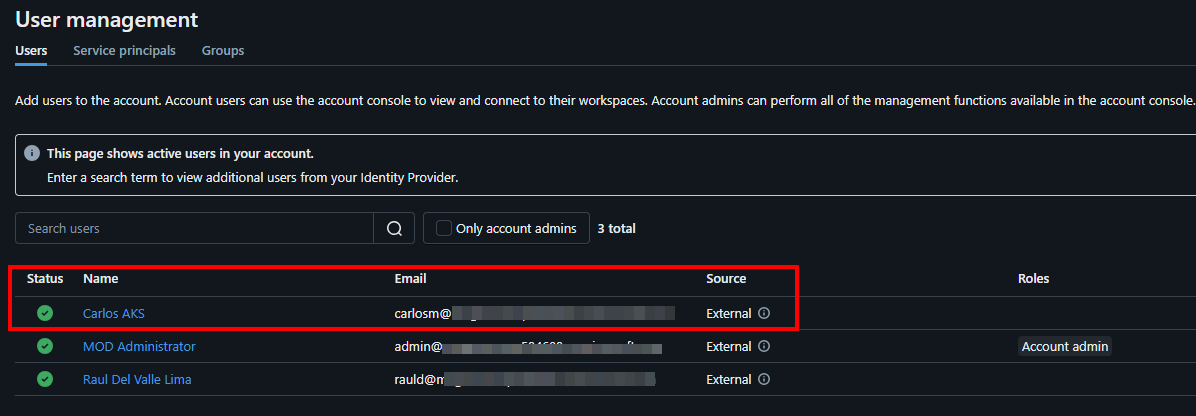 User management
Users Service principals Groups
Add users to the account. Account users can use the account console to view and connect to their workspaces. Account admins can perform all of the management functions available in the account console.
This page shows active users in your account.
Enter a search term to view additional users from your Identity Provider.
Search users Only account admins 3 total
Status Name Email Source Roles
Carlos AKS carlosm@ External
MOD Administrator admin@ External Account admin
Raul Del Valle Lima rauld@ External